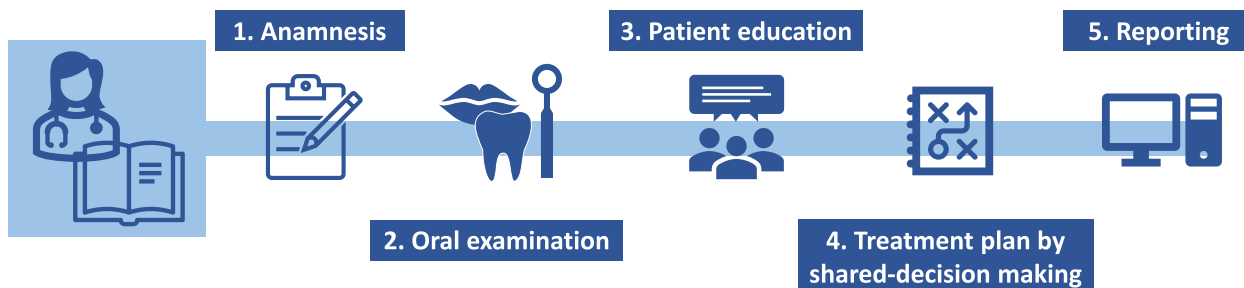 1. Anamnesis
2. Oral examination
3. Patient education
4. Treatment plan by
shared-decision making
5. Reporting